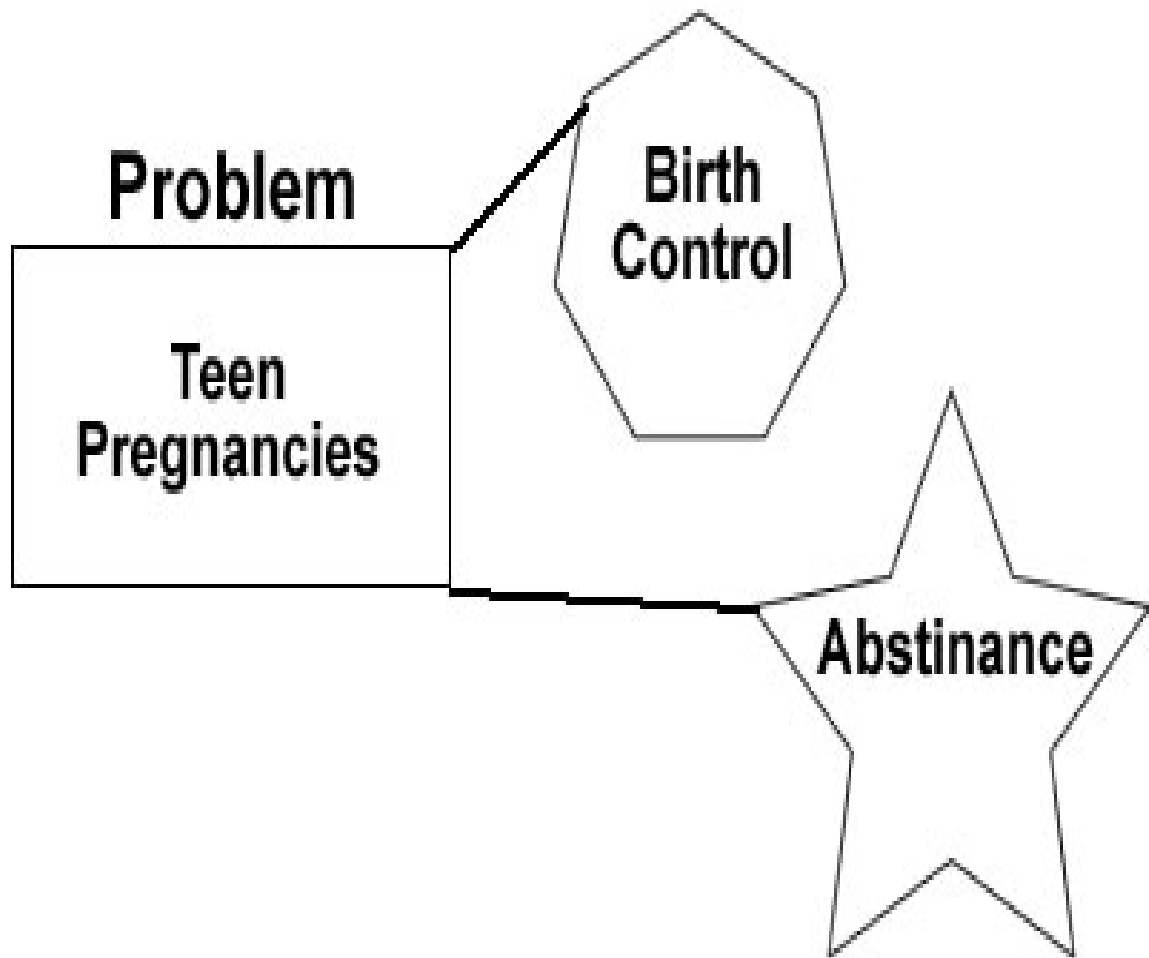 Problem
Teen
Pregnancies
Birth
Control
Abstinance